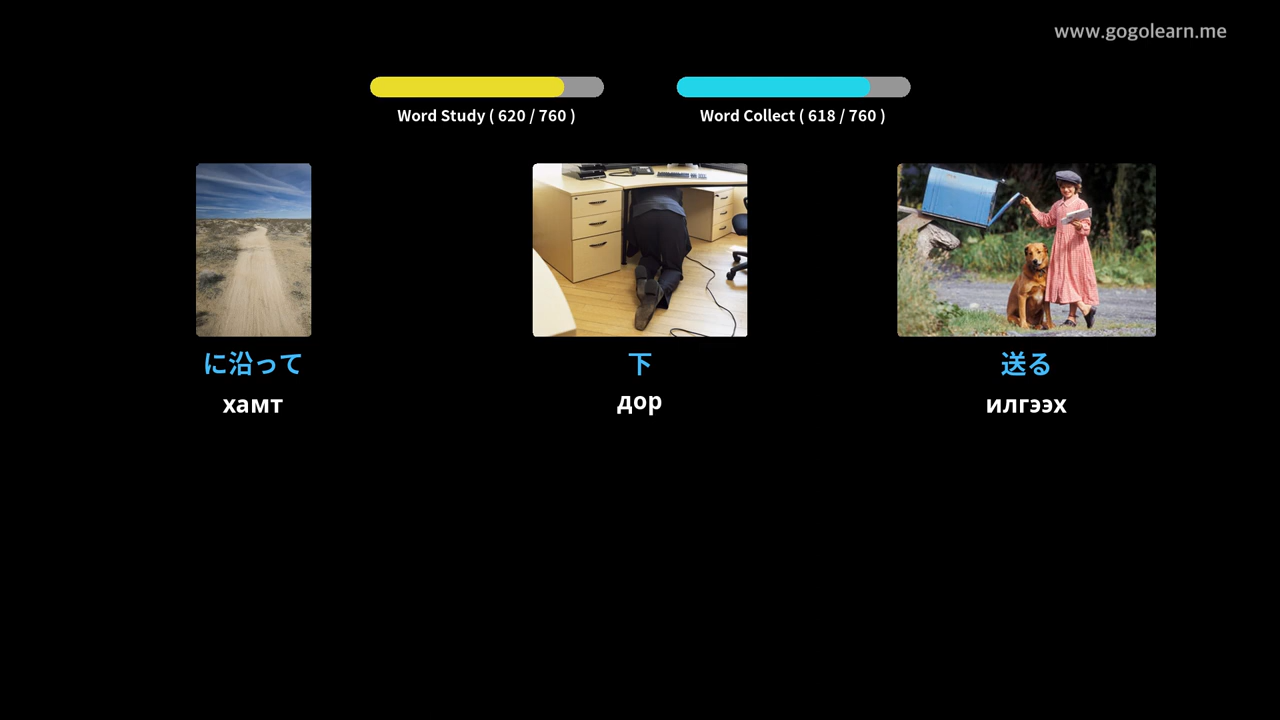 www.gogolearn.me
Word Study ( 620 / 760 )
Word Collect ( 618 / 760 )
に沿って
下
送る
хамт
дор
илгээх